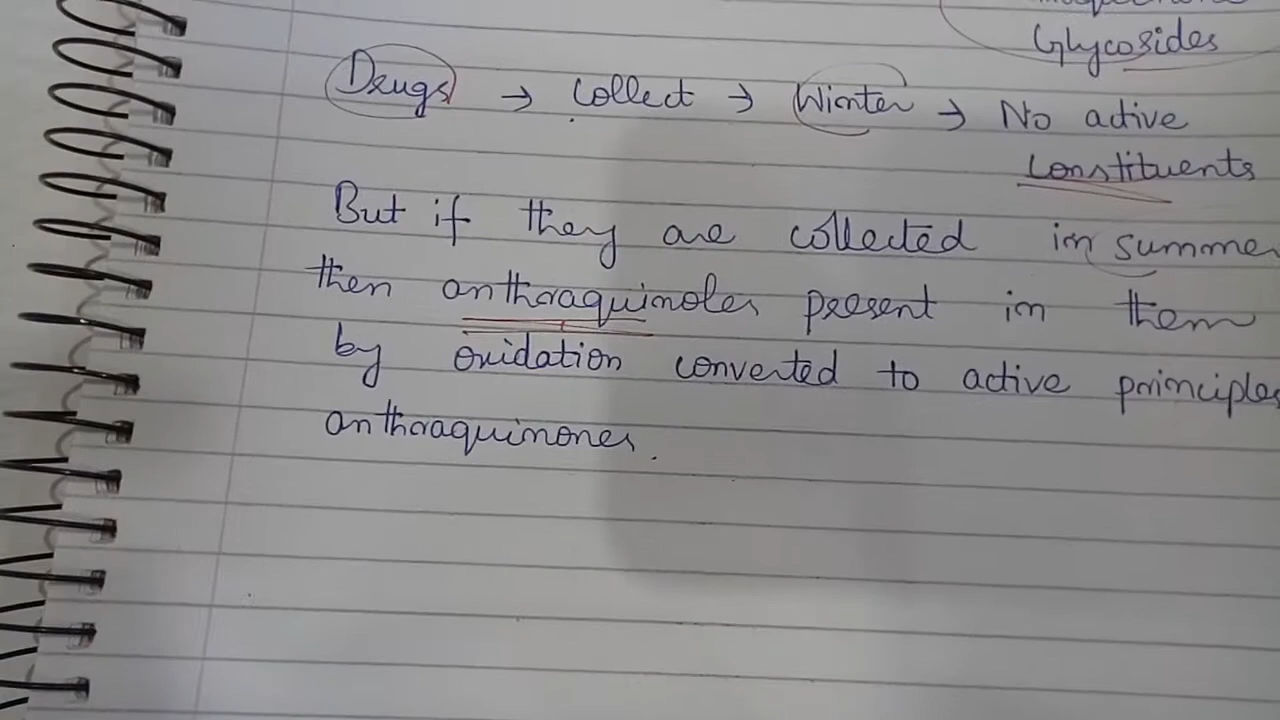 Glycosides
Drugs → Collect → Winter → No active
Constituents
But if they are collected in summer
then anthraquinoles present in them
by oxidation converted to active principles
anthraquinones.